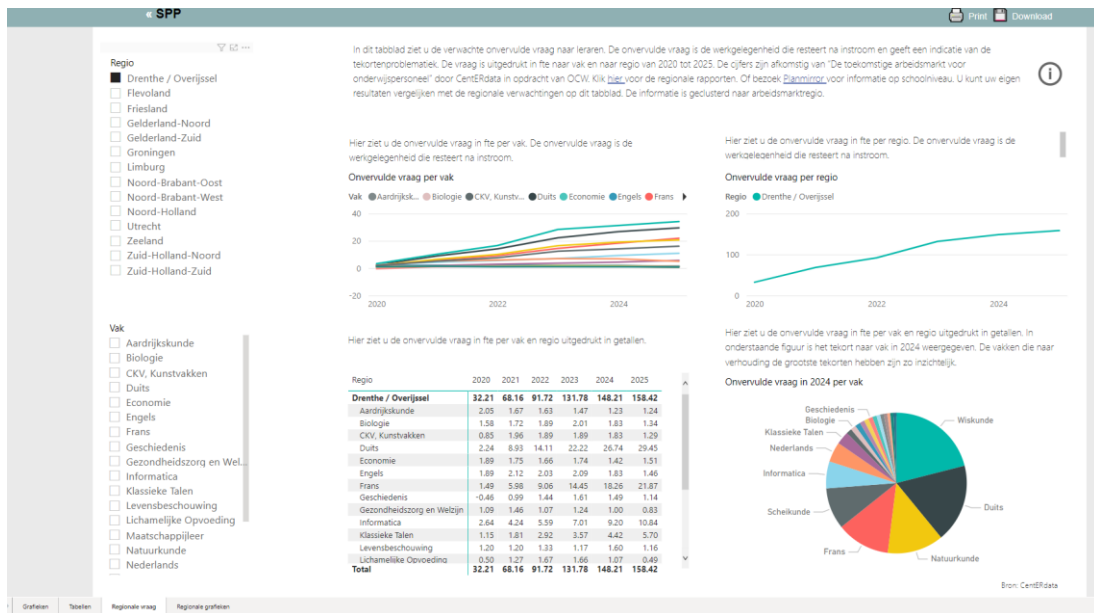 « SPP
Print Download
Regio
Drenthe / Overijssel
Flevoland
Friesland
Gelderland-Noord
Gelderland-Zuid
Groningen
Limburg
Noord-Brabant-Oost
Noord-Brabant-West
Noord-Holland
Utrecht
Zeeland
Zuid-Holland-Noord
Zuid-Holland-Zuid
Vak
Aardrijkskunde
Biologie
CKV, Kunstvakken
Duits
Economie
Engels
Frans
Geschiedenis
Gezondheidszorg en Wel...
Informatica
Klassieke Talen
Levensbeschouwing
Lichamelijke Opvoeding
Maatschappijleer
Natuurkunde
Nederlands
In dit tabblad ziet u de verwachte onvervulde vraag naar leraren. De onvervulde vraag is de werkgelegenheid die resteert na instroom en geeft een indicatie van de
tekortenproblematiek. De vraag is uitgedrukt in fte naar vak en naar regio van 2020 tot 2025. De cijfers zijn afkomstig van "De toekomstige arbeidsmarkt voor
onderwijspersoneel" door CentERdata in opdracht van OCW. Klik hier voor de regionale rapporten. Of bezoek Planmirror voor informatie op schoolniveau. U kunt uw eigen
resultaten vergelijken met de regionale verwachtingen op dit tabblad. De informatie is geclusterd naar arbeidsmarktregio.
Hier ziet u de onvervulde vraag in fte per vak. De onvervulde vraag is de
werkgelegenheid die resteert na instroom.
Onvervulde vraag per vak
Vak Aardrijksk... Biologie CKV, Kunstv... Duits Economie Engels Frans
40
20
0
-20
2020 2022 2024
Hier ziet u de onvervulde vraag in fte per regio. De onvervulde vraag is de
werkgelegenheid die resteert na instroom.
Onvervulde vraag per regio
Regio Drenthe / Overijssel
200
100
0
2020 2022 2024
Hier ziet u de onvervulde vraag in fte per vak en regio uitgedrukt in getallen.
Regio 2020 2021 2022 2023 2024 2025
Drenthe / Overijssel 32.21 68.16 91.72 131.78 148.21 158.42
Aardrijkskunde 2.05 1.67 1.63 1.47 1.23 1.24
Biologie 1.58 1.72 1.89 2.01 1.83 1.34
CKV, Kunstvakken 0.85 1.96 1.89 1.89 1.83 1.29
Duits 2.24 8.93 14.11 22.22 26.74 29.45
Economie 1.89 1.75 1.66 1.74 1.42 1.51
Engels 1.89 2.12 2.03 2.09 1.83 1.46
Frans 1.49 5.98 9.06 14.45 18.26 21.87
Geschiedenis -0.46 0.99 1.44 1.61 1.49 1.14
Gezondheidszorg en Welzijn 1.09 1.46 1.07 1.24 1.00 0.83
Informatica 2.64 4.24 5.59 7.01 9.20 10.84
Klassieke Talen 1.15 1.81 2.92 3.57 4.42 5.70
Levensbeschouwing 1.20 1.20 1.33 1.17 1.60 1.16
Lichamelijke Opvoeding 0.50 1.27 1.67 1.66 1.07 0.49
Total 32.21 68.16 91.72 131.78 148.21 158.42
Hier ziet u de onvervulde vraag in fte per vak en regio uitgedrukt in getallen. In
onderstaande figuur is het tekort naar vak in 2024 weergegeven. De vakken die naar
verhouding de grootste tekorten hebben zijn zo inzichtelijk.
Onvervulde vraag in 2024 per vak
Geschiedenis
Biologie
Klassieke Talen
Nederlands
Informatica
Scheikunde
Frans
Wiskunde
Duits
Natuurkunde
Bron: CentERdata
Grafieken Tabellen Regionale vraag Regionale grafieken